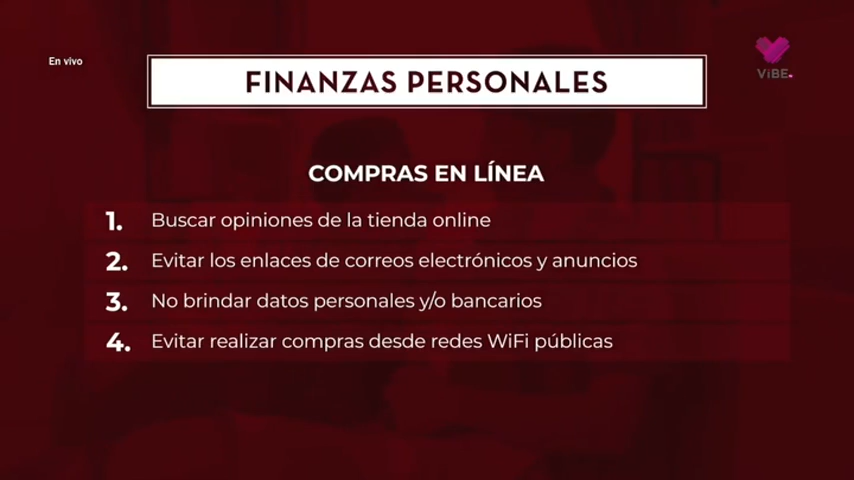 En vivo
ViBE
FINANZAS PERSONALES
COMPRAS EN LÍNEA
1. Buscar opiniones de la tienda online
2. Evitar los enlaces de correos electrónicos y anuncios
3. No brindar datos personales y/o bancarios
4. Evitar realizar compras desde redes WiFi públicas